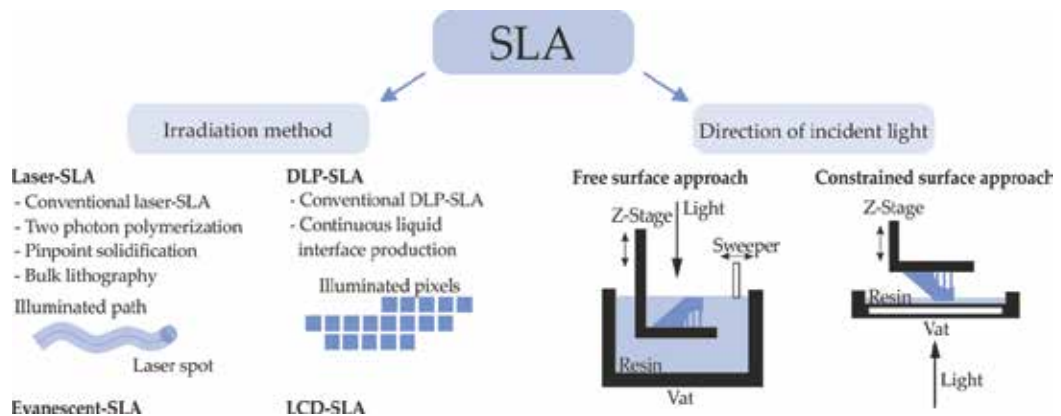 SLA
Irradiation method
Direction of incident light
Laser-SLA
- Conventional laser-SLA
- Two photon polymerization
- Pinpoint solidification
- Bulk lithography
Illuminated path
Laser spot
DLP-SLA
- Conventional DLP-SLA
- Continuous liquid
interface production
Illuminated pixels
Free surface approach
Z-Stage
Light
Sweeper
Resin
Vat
Constrained surface approach
Z-Stage
Resin
Vat
Light
Evanescent-SLA
LCD-SLA